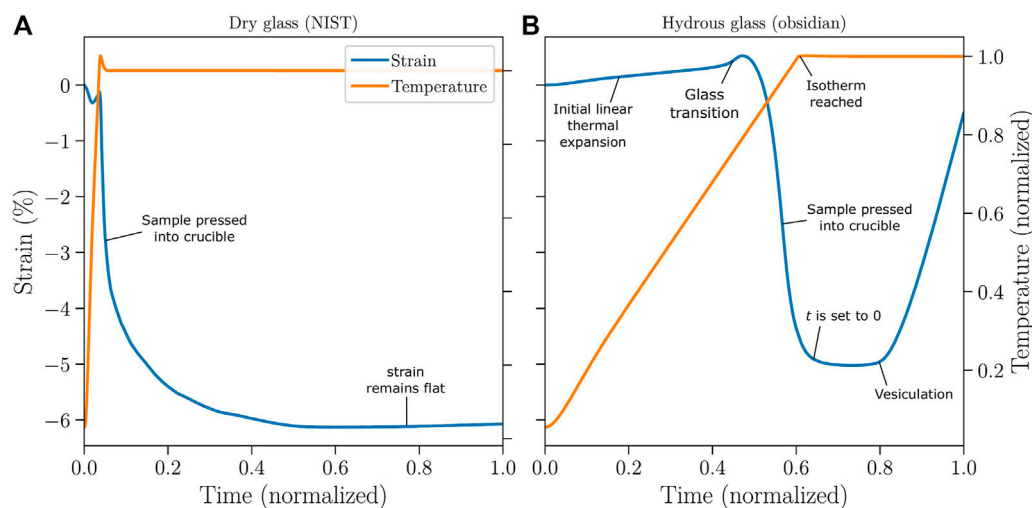 A
Dry glass (NIST)
Strain
Temperature
Sample pressed
into crucible
strain
remains flat
Strain (%)
0
−1
−2
−3
−4
−5
−6
0.0
0.2
0.4
0.6
0.8
1.0
Time (normalized)
B
Hydrous glass (obsidian)
Initial linear
thermal
expansion
Glass
transition
Isotherm
reached
Sample pressed
into crucible
t is set to 0
Vesiculation
1.0
0.8
0.6
0.4
0.2
Temperature (normalized)
0.0
0.2
0.4
0.6
0.8
1.0
Time (normalized)